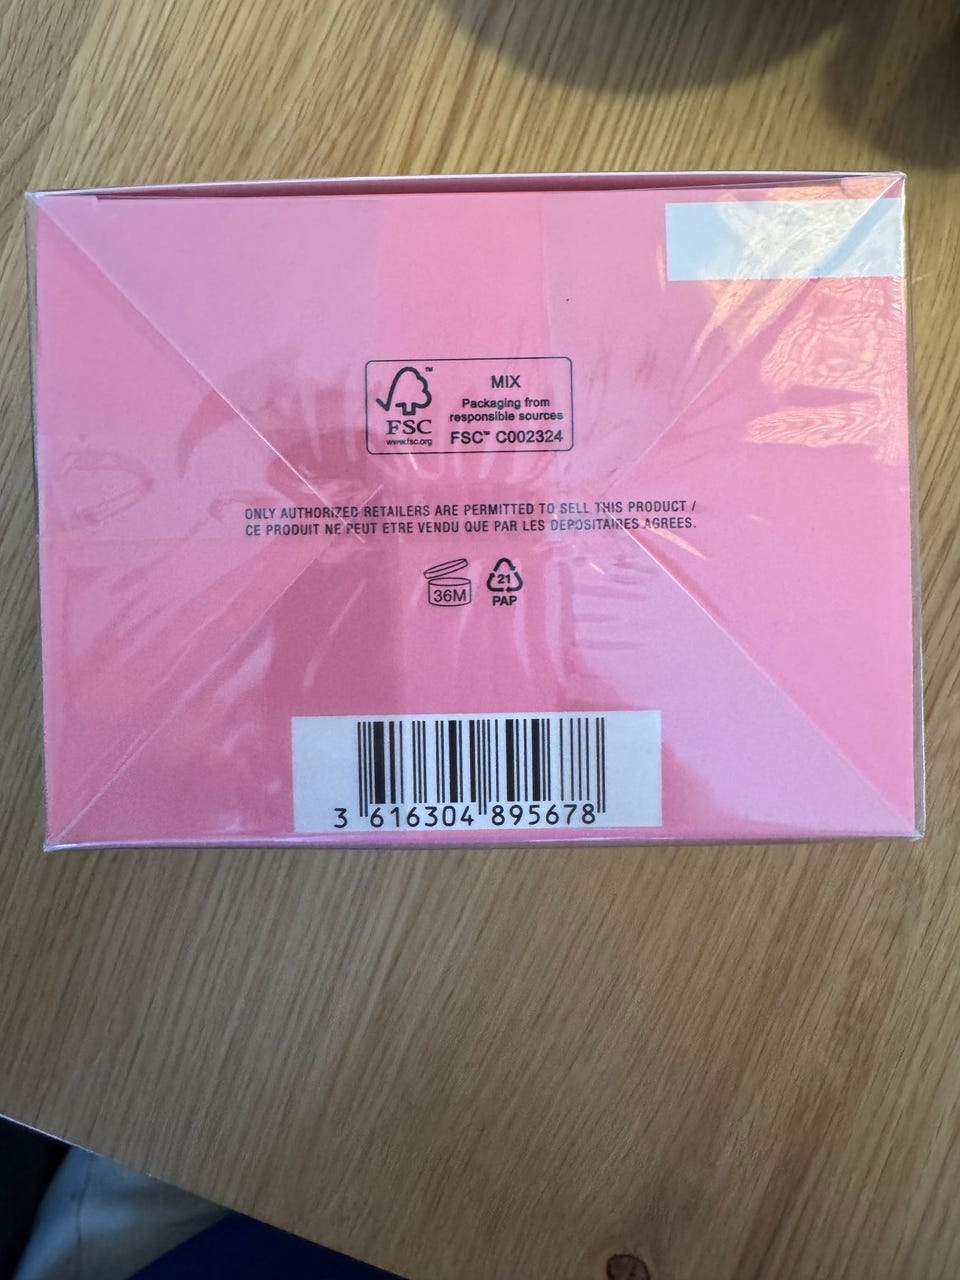 MIX
Packaging from
responsible sources
FSC™ C002324
FSC
www.fsc.org
™
ONLY AUTHORIZED RETAILERS ARE PERMITTED TO SELL THIS PRODUCT /
CE PRODUIT NE PEUT ETRE VENDU QUE PAR LES DEPOSITAIRES AGREES.
36M
21
PAP
3 616304 895678